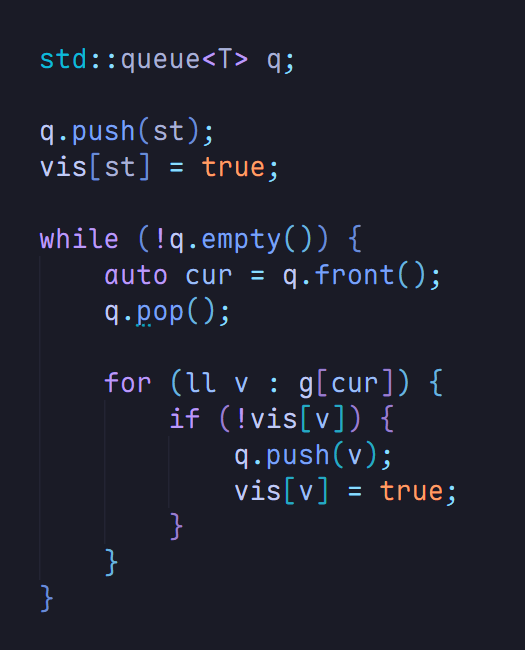 std::queue<T> q;

q.push(st);
vis[st] = true;

while (!q.empty()) {
    auto cur = q.front();
    q.pop();

    for (ll v : g[cur]) {
        if (!vis[v]) {
            q.push(v);
            vis[v] = true;
        }
    }
}